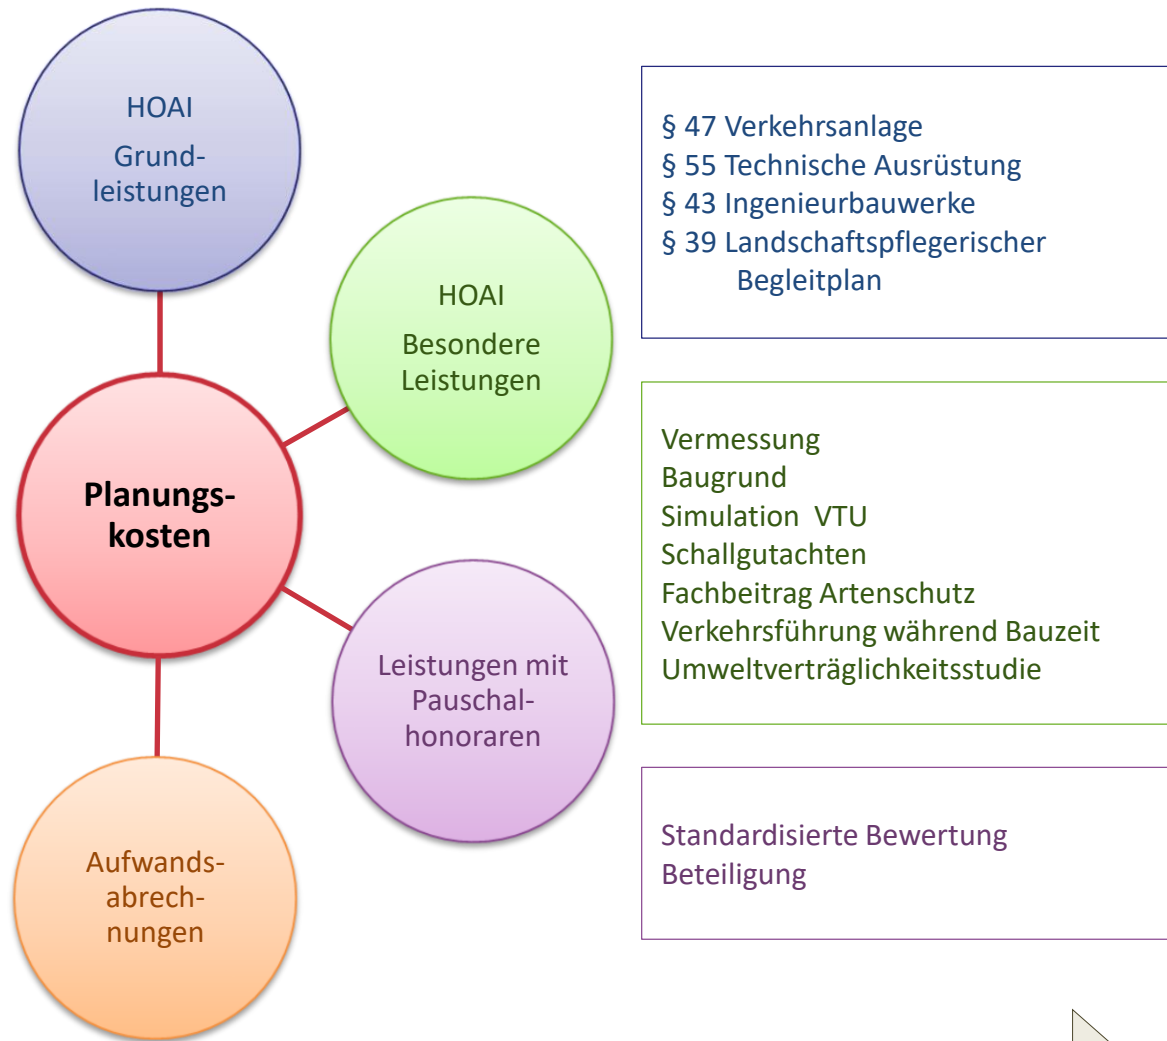 HOAI
Grund-
leistungen
HOAI
Besondere
Leistungen
Planungs-
kosten
Leistungen mit
Pauschal-
honoraren
Aufwands-
abrech-
nungen
§ 47 Verkehrsanlage
§ 55 Technische Ausrüstung
§ 43 Ingenieurbauwerke
§ 39 Landschaftspflegerischer
Begleitplan
Vermessung
Baugrund
Simulation  VTU
Schallgutachten
Fachbeitrag Artenschutz
Verkehrsführung während Bauzeit
Umweltverträglichkeitsstudie
Standardisierte Bewertung
Beteiligung